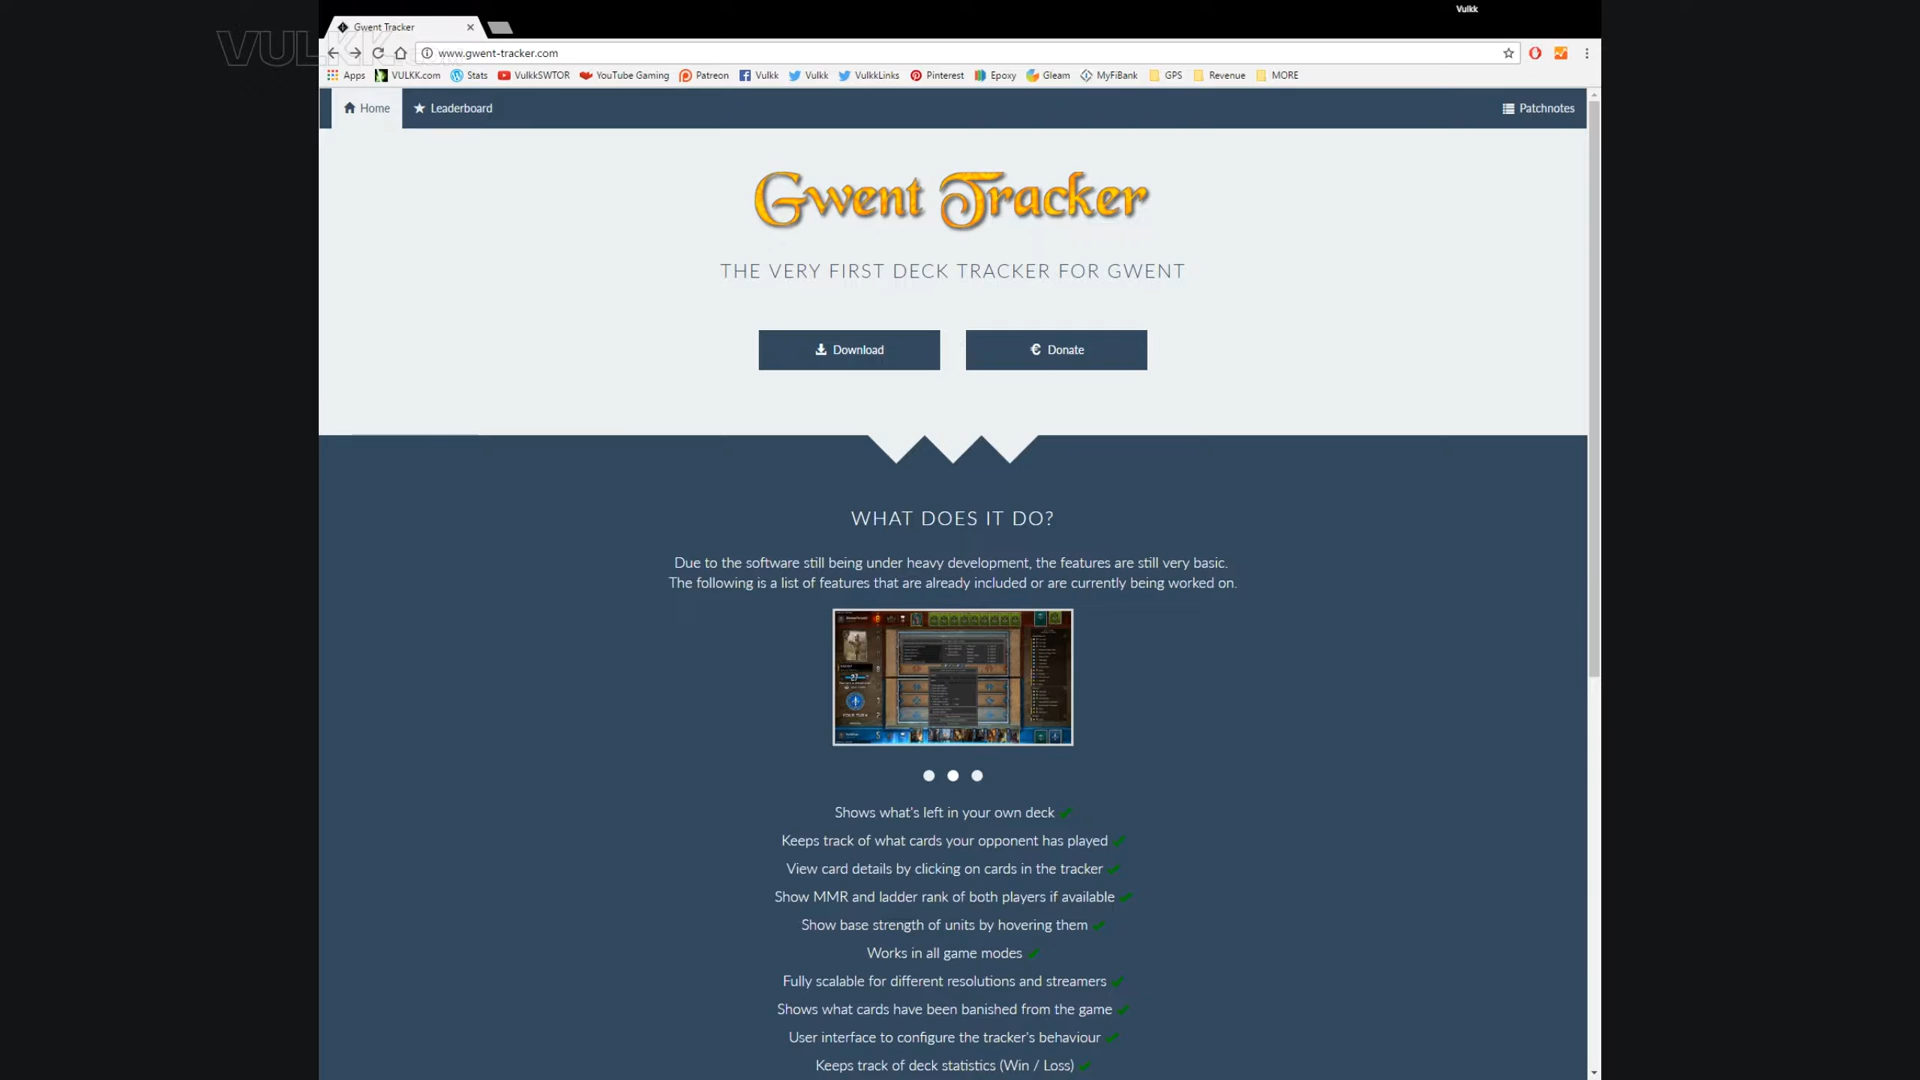 Vulkk
VULKK
Gwent Tracker
www.gwent-tracker.com
Apps VULKK.com Stats VulkkSWTOR YouTube Gaming Patreon Vulkk Vulkk VulkkLinks Pinterest Epoxy Gleam MyFiBank GPS Revenue MORE
Home Leaderboard Patchnotes
Gwent Tracker
THE VERY FIRST DECK TRACKER FOR GWENT
Download Donate
WHAT DOES IT DO?
Due to the software still being under heavy development, the features are still very basic.
The following is a list of features that are already included or are currently being worked on.
Shows what's left in your own deck
Keeps track of what cards your opponent has played
View card details by clicking on cards in the tracker
Show MMR and ladder rank of both players if available
Show base strength of units by hovering them
Works in all game modes
Fully scalable for different resolutions and streamers
Shows what cards have been banished from the game
User interface to configure the tracker's behaviour
Keeps track of deck statistics (Win / Loss)